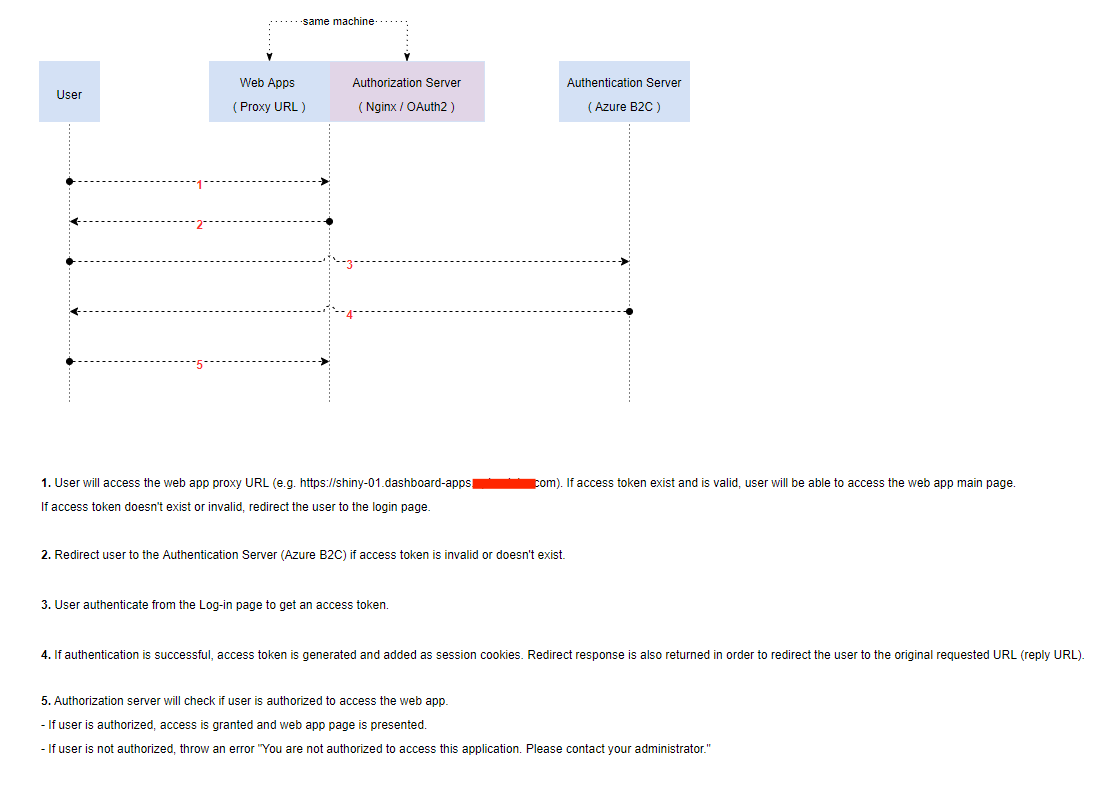 same machine
User
Web Apps
( Proxy URL )
Authorization Server
( Nginx / OAuth2 )
Authentication Server
( Azure B2C )
1
2
3
4
5
1. User will access the web app proxy URL (e.g. https://shiny-01.dashboard-apps com). If access token exist and is valid, user will be able to access the web app main page.
If access token doesn't exist or invalid, redirect the user to the login page.
2. Redirect user to the Authentication Server (Azure B2C) if access token is invalid or doesn't exist.
3. User authenticate from the Log-in page to get an access token.
4. If authentication is successful, access token is generated and added as session cookies. Redirect response is also returned in order to redirect the user to the original requested URL (reply URL).
5. Authorization server will check if user is authorized to access the web app.
- If user is authorized, access is granted and web app page is presented.
- If user is not authorized, throw an error "You are not authorized to access this application. Please contact your administrator."